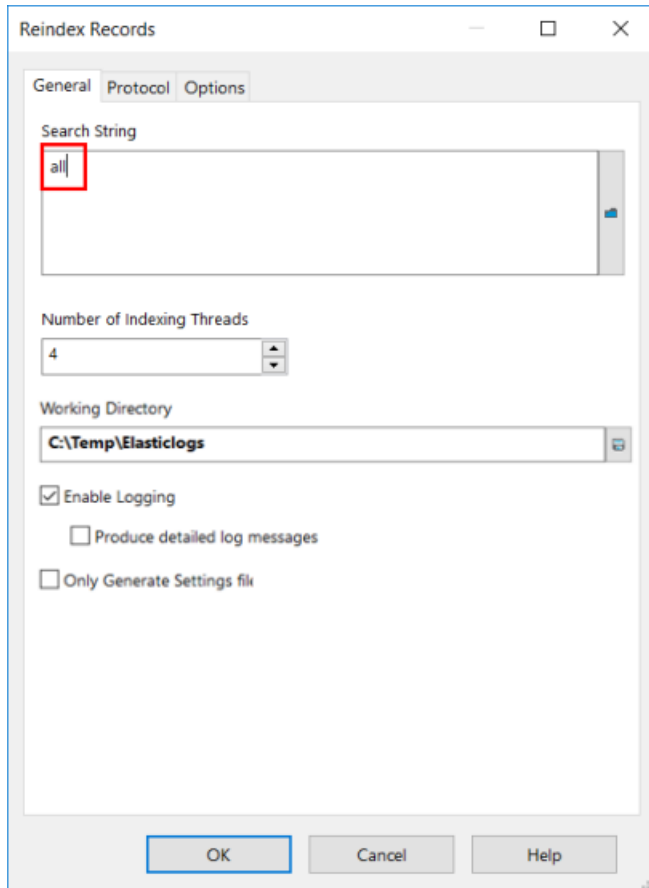 Reindex Records
General Protocol Options
Search String
all
Number of Indexing Threads
4
Working Directory
C:\Temp\Elasticlogs
Enable Logging
Produce detailed log messages
Only Generate Settings file
OK Cancel Help